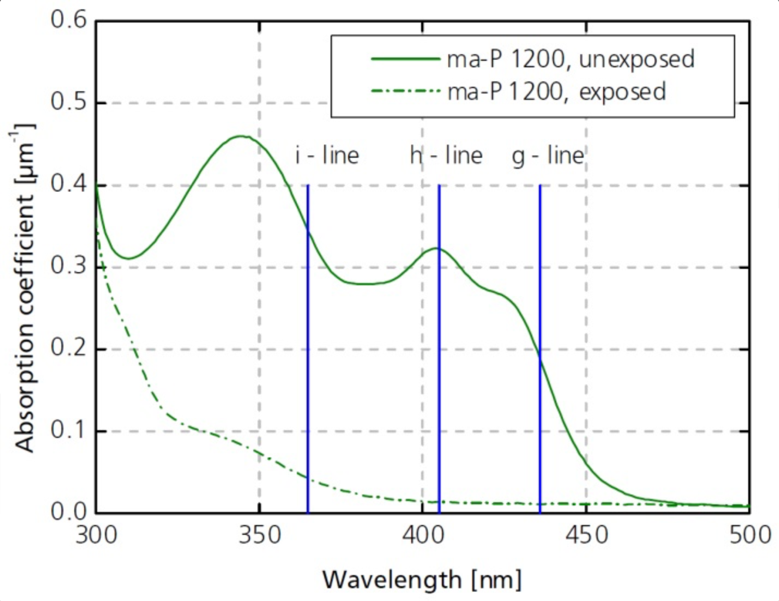 0.6
ma-P 1200, unexposed
ma-P 1200, exposed
0.5
i - line h - line g - line
0.4
0.3
0.2
0.1
0.0
Absorption coefficient [µm⁻¹]
300 350 400 450 500
Wavelength [nm]